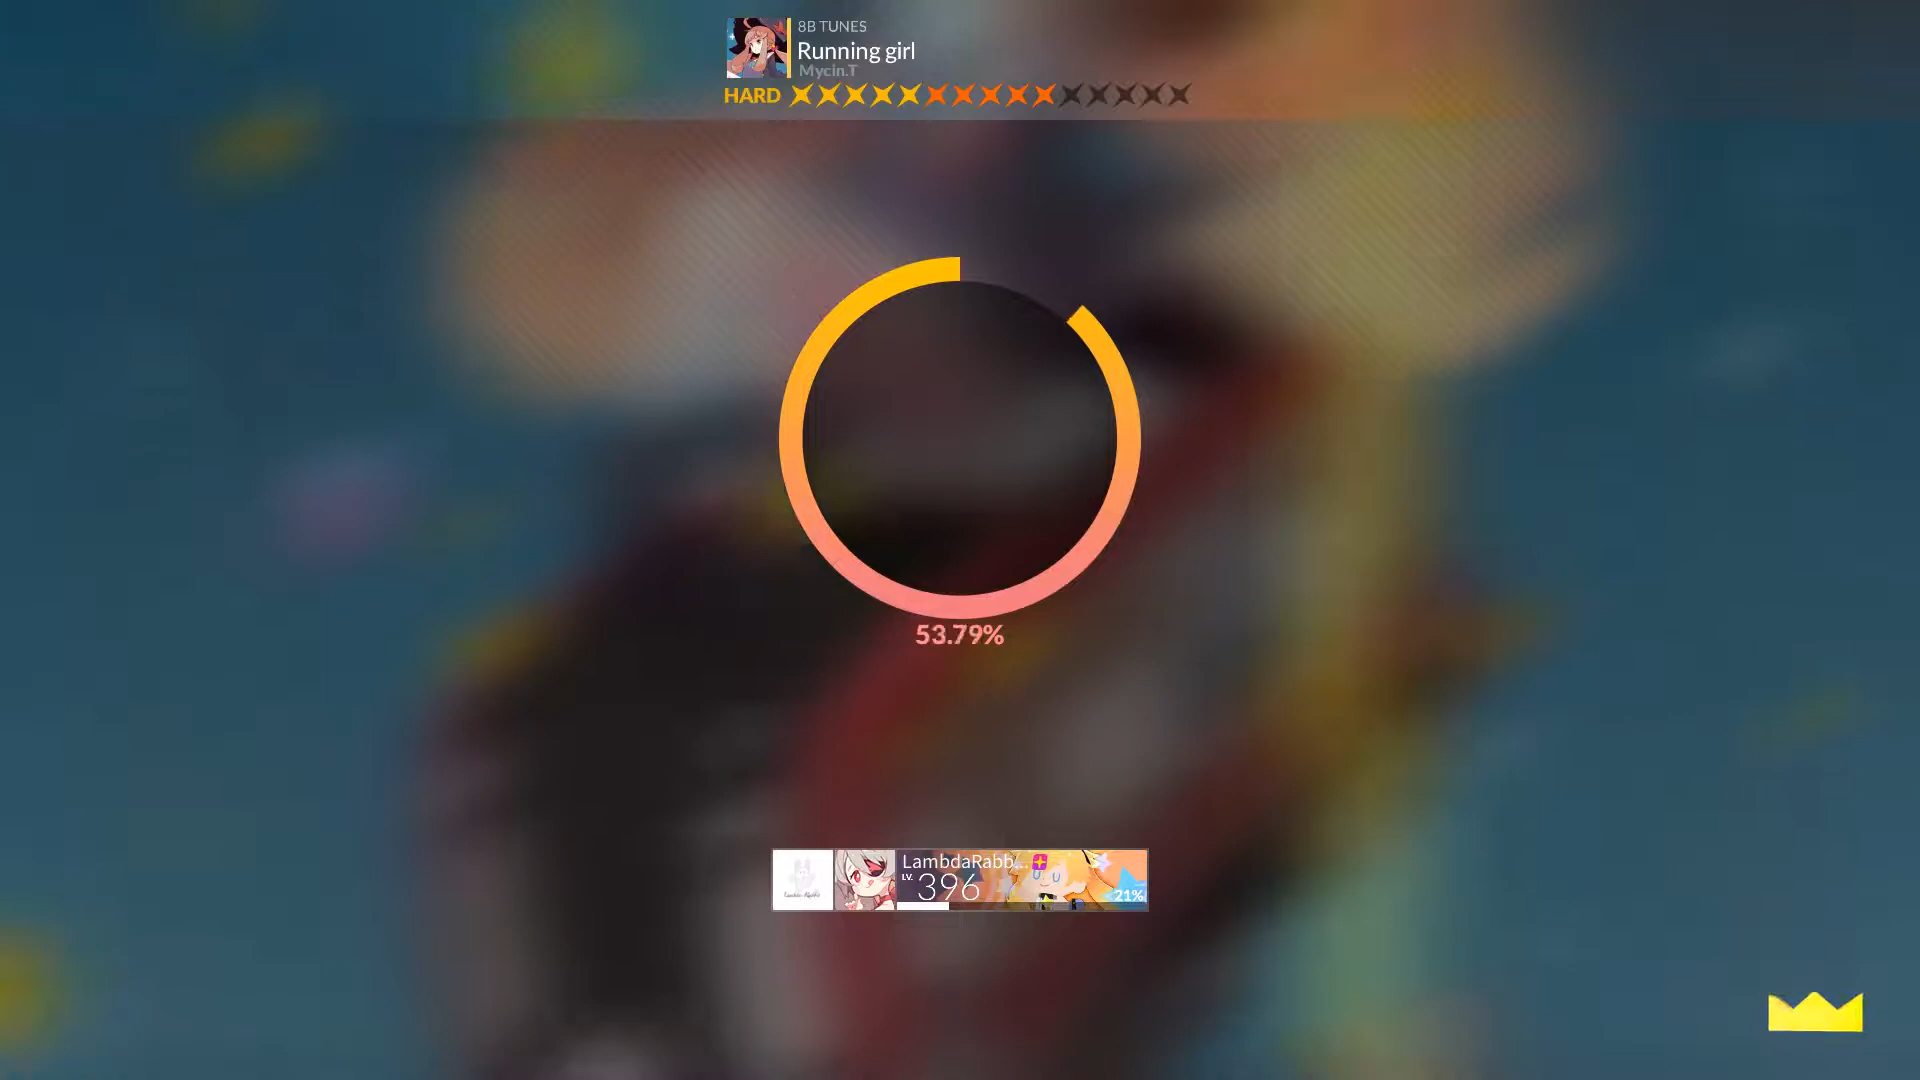 8B TUNES
Running girl
Mycin.T
HARD
53.79%
LambdaRabb...
LV. 396
21%